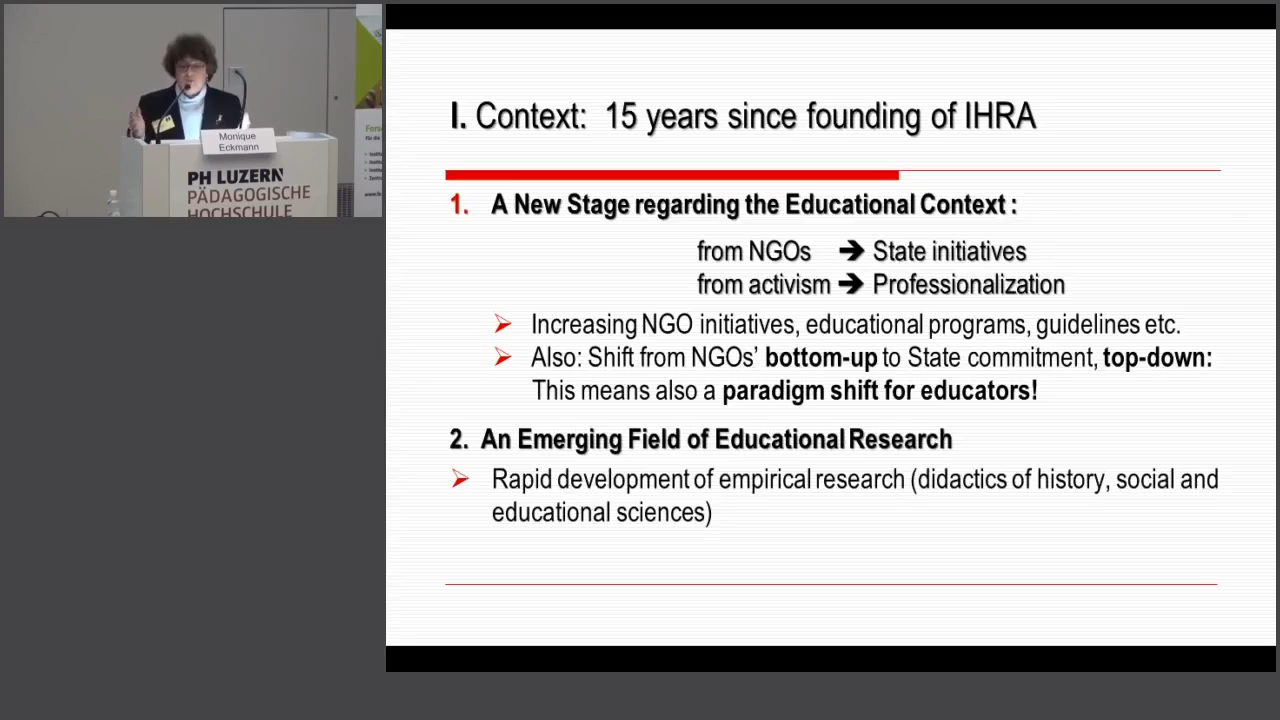 Monique
Eckmann
PH LUZERN
PÄDAGOGISCHE
HOCHSCHULE
I. Context: 15 years since founding of IHRA
1. A New Stage regarding the Educational Context :
from NGOs ➔ State initiatives
from activism ➔ Professionalization
➢ Increasing NGO initiatives, educational programs, guidelines etc.
➢ Also: Shift from NGOs’ bottom-up to State commitment, top-down:
This means also a paradigm shift for educators!
2. An Emerging Field of Educational Research
➢ Rapid development of empirical research (didactics of history, social and
educational sciences)